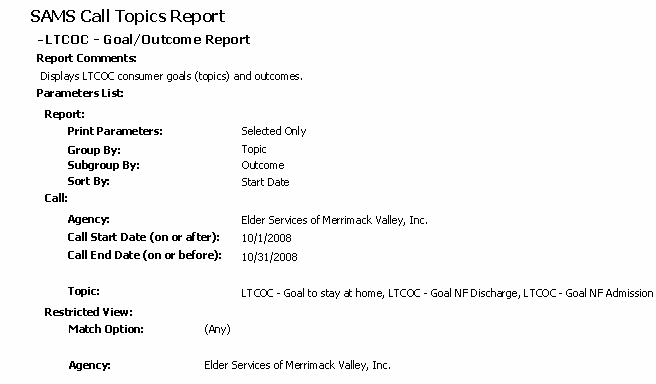 SAMS Call Topics Report
-LTCOC - Goal/Outcome Report
Report Comments:
Displays LTCOC consumer goals (topics) and outcomes.
Parameters List:
Report:
Print Parameters: Selected Only
Group By: Topic
Subgroup By: Outcome
Sort By: Start Date
Call:
Agency: Elder Services of Merrimack Valley, Inc.
Call Start Date (on or after): 10/1/2008
Call End Date (on or before): 10/31/2008
Topic: LTCOC - Goal to stay at home, LTCOC - Goal NF Discharge, LTCOC - Goal NF Admission
Restricted View:
Match Option: (Any)
Agency: Elder Services of Merrimack Valley, Inc.